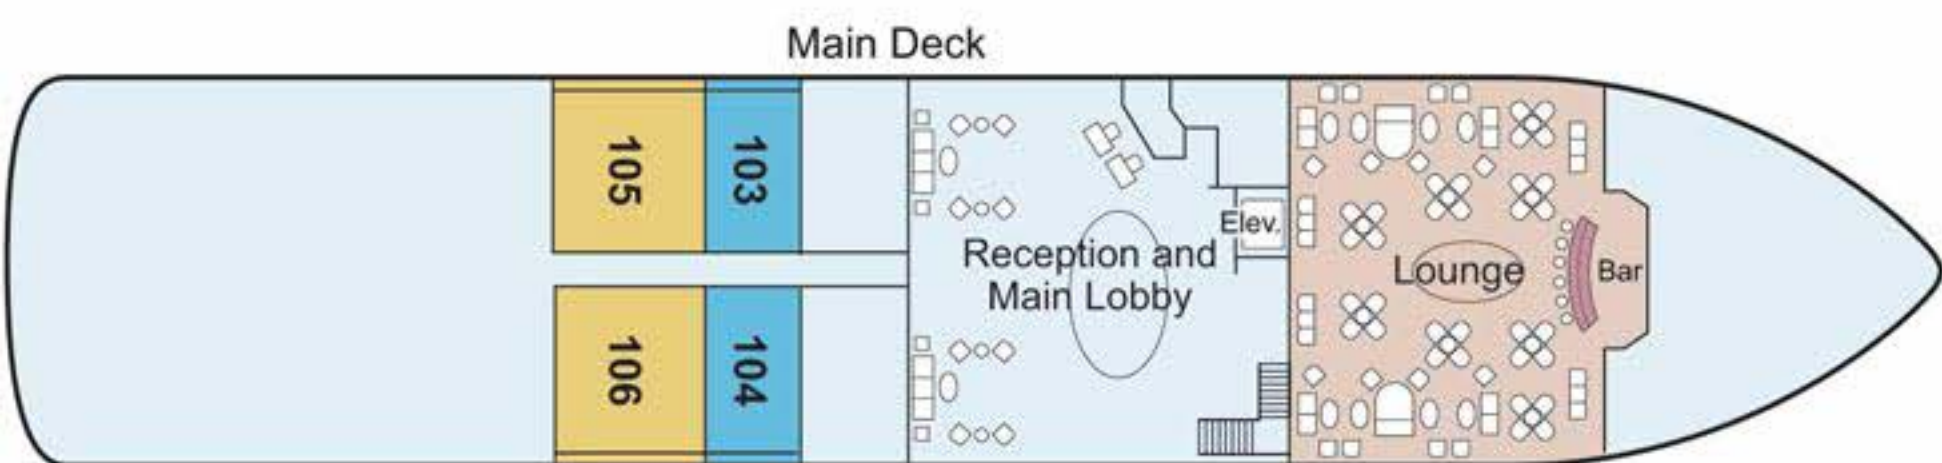 Main Deck
105
103
Elev.
Reception and
Main Lobby
Lounge
Bar
106
104